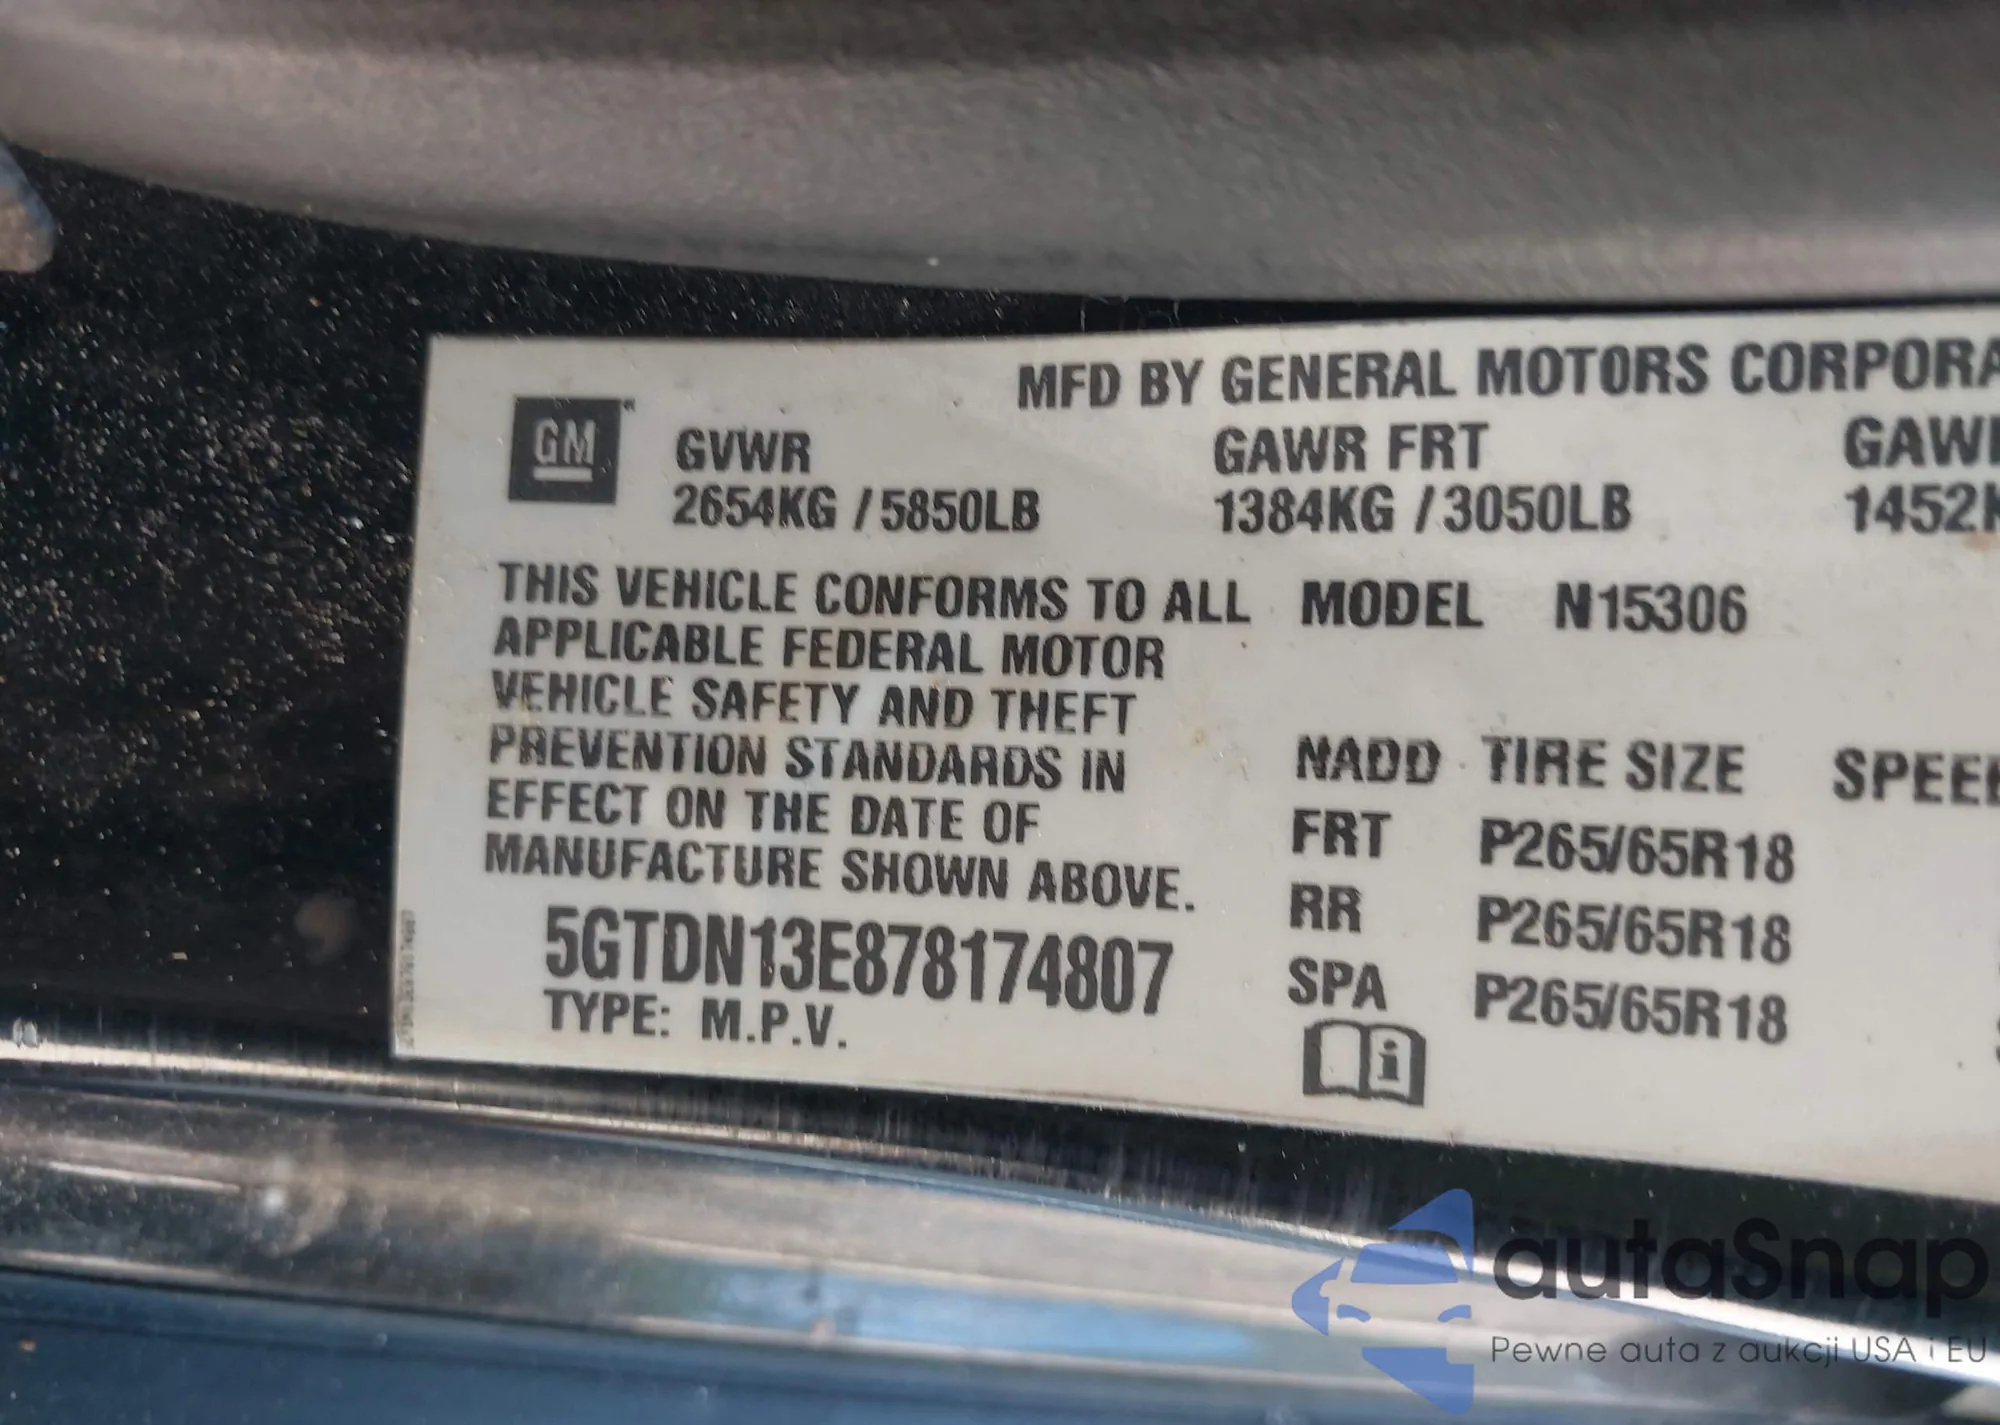 MFD BY GENERAL MOTORS CORPORA
GM
GVWR GAWR FRT GAWR
2654KG / 5850LB 1384KG / 3050LB 1452K
THIS VEHICLE CONFORMS TO ALL MODEL N15306
APPLICABLE FEDERAL MOTOR
VEHICLE SAFETY AND THEFT
PREVENTION STANDARDS IN
EFFECT ON THE DATE OF
MANUFACTURE SHOWN ABOVE.
5GTDN13E878174807
TYPE: M.P.V.
NADD TIRE SIZE SPEE
FRT P265/65R18
RR P265/65R18
SPA P265/65R18
i
autaSnap
Pewne auta z aukcji USA i EU